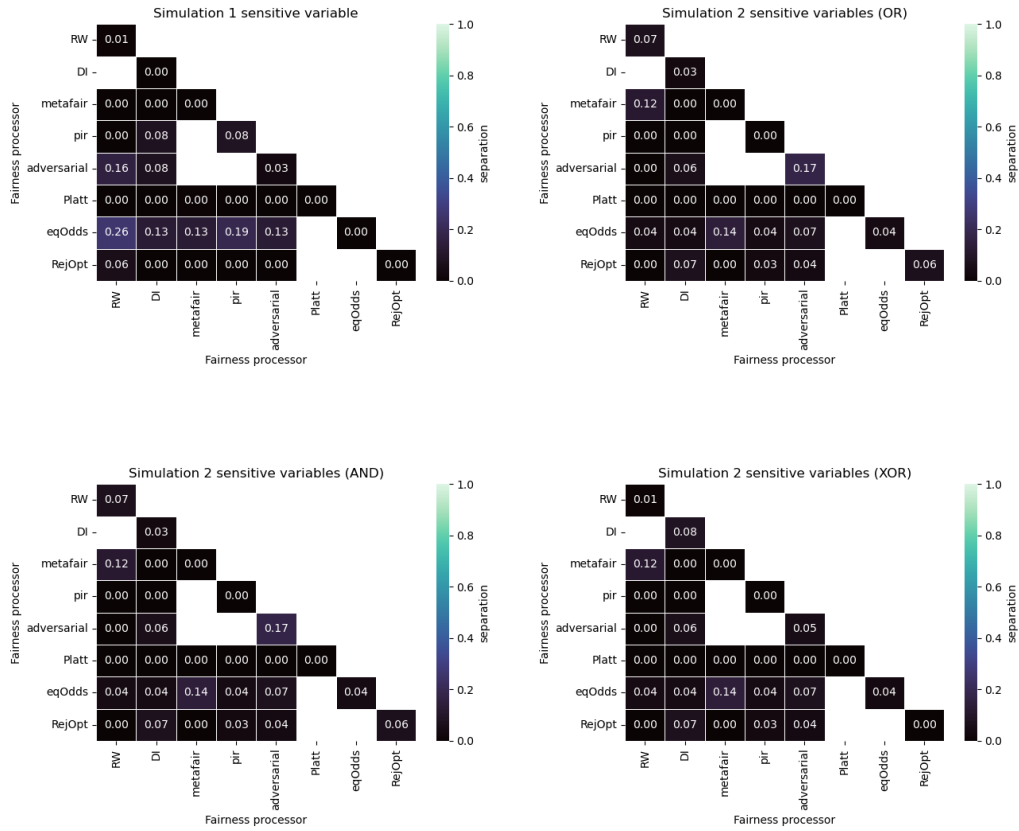 Simulation 1 sensitive variable
RW 0.01
DI 0.00
metafair 0.00 0.00 0.00
pir 0.00 0.08 0.08
adversarial 0.16 0.08 0.03
Platt 0.00 0.00 0.00 0.00 0.00 0.00
eqOdds 0.26 0.13 0.13 0.19 0.13 0.00
RejOpt 0.06 0.00 0.00 0.00 0.00 0.00
RW DI metafair pir adversarial Platt eqOdds RejOpt
Fairness processor
Fairness processor
1.0
0.8
0.6
0.4
0.2
0.0
separation
Simulation 2 sensitive variables (OR)
RW 0.07
DI 0.03
metafair 0.12 0.00 0.00
pir 0.00 0.00 0.00
adversarial 0.00 0.06 0.17
Platt 0.00 0.00 0.00 0.00 0.00 0.00
eqOdds 0.04 0.04 0.14 0.04 0.07 0.04
RejOpt 0.00 0.07 0.00 0.03 0.04 0.06
RW DI metafair pir adversarial Platt eqOdds RejOpt
Fairness processor
Fairness processor
1.0
0.8
0.6
0.4
0.2
0.0
separation
Simulation 2 sensitive variables (AND)
RW 0.07
DI 0.03
metafair 0.12 0.00 0.00
pir 0.00 0.00 0.00
adversarial 0.00 0.06 0.17
Platt 0.00 0.00 0.00 0.00 0.00 0.00
eqOdds 0.04 0.04 0.14 0.04 0.07 0.04
RejOpt 0.00 0.07 0.00 0.03 0.04 0.06
RW DI metafair pir adversarial Platt eqOdds RejOpt
Fairness processor
Fairness processor
1.0
0.8
0.6
0.4
0.2
0.0
separation
Simulation 2 sensitive variables (XOR)
RW 0.01
DI 0.08
metafair 0.12 0.00 0.00
pir 0.00 0.00 0.00
adversarial 0.00 0.06 0.05
Platt 0.00 0.00 0.00 0.00 0.00 0.00
eqOdds 0.04 0.04 0.14 0.04 0.07 0.04
RejOpt 0.00 0.07 0.00 0.03 0.04 0.00
RW DI metafair pir adversarial Platt eqOdds RejOpt
Fairness processor
Fairness processor
1.0
0.8
0.6
0.4
0.2
0.0
separation